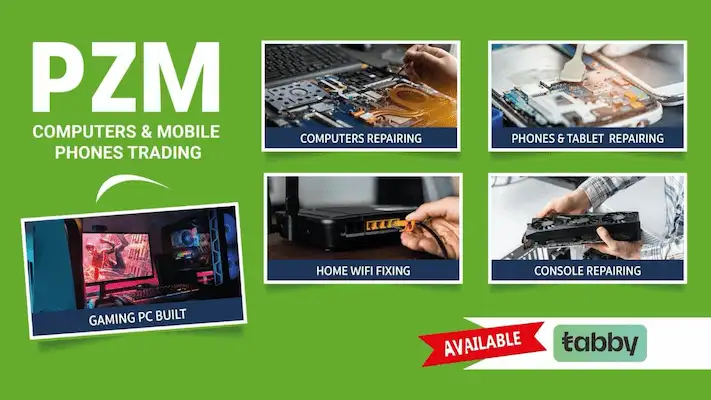 PZM
COMPUTERS & MOBILE
PHONES TRADING
COMPUTERS REPAIRING
PHONES & TABLET REPAIRING
GAMING PC BUILT
HOME WIFI FIXING
CONSOLE REPAIRING
AVAILABLE
tabby